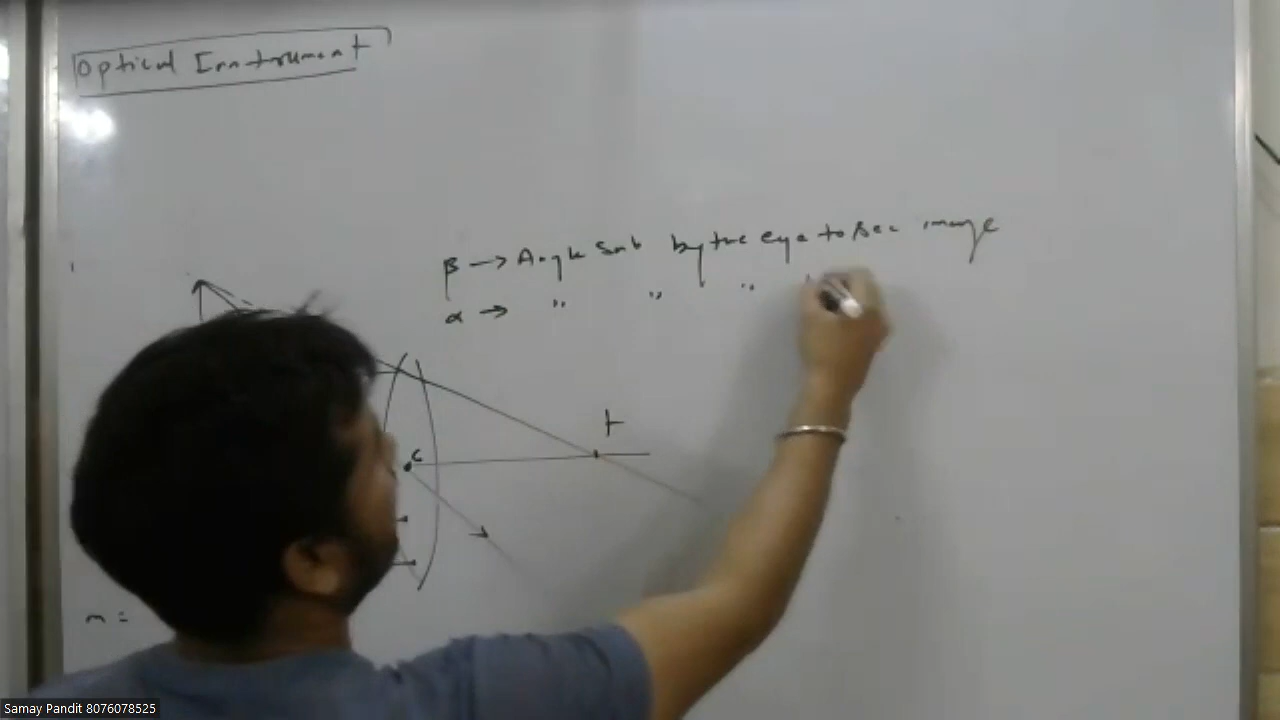 Optical Instrument
β → Angle Sub by the eye to see image
α → " " " "
F
C
m =
Samay Pandit 8076078525